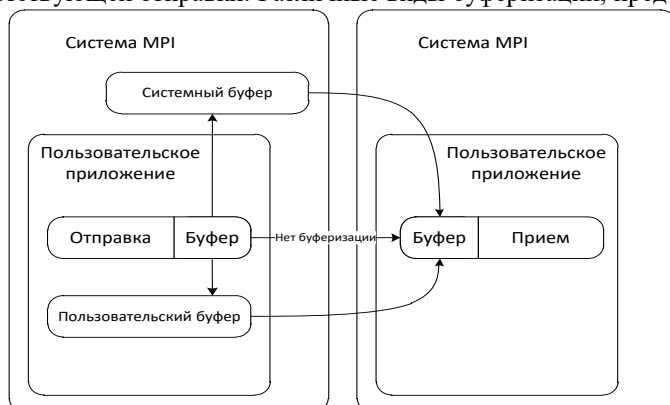 Система MPI
Система MPI
Системный буфер
Пользовательское
приложение
Пользовательское
приложение
Отправка
Буфер
Нет буферизации
Буфер
Прием
Пользовательский буфер